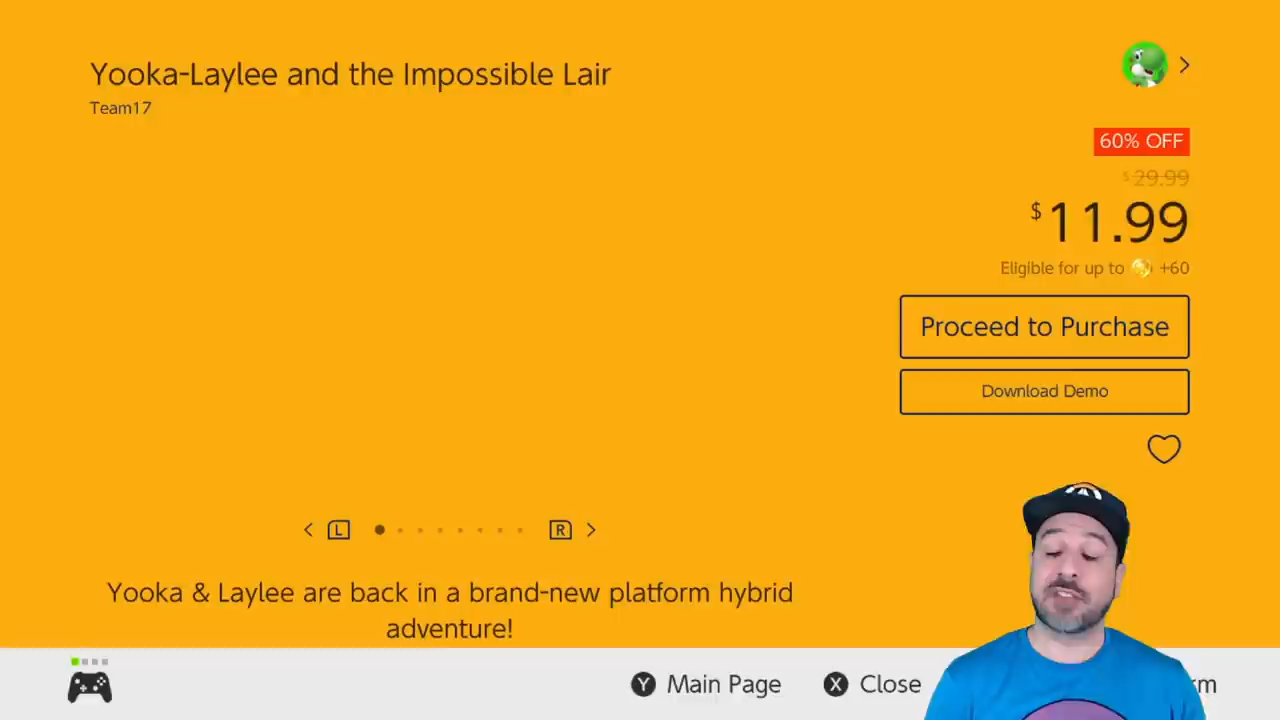 Yooka-Laylee and the Impossible Lair
Team17
60% OFF
$29.99
$11.99
Eligible for up to +60
Proceed to Purchase
Download Demo
L
R
Yooka & Laylee are back in a brand-new platform hybrid
adventure!
Y Main Page
X Close
rm